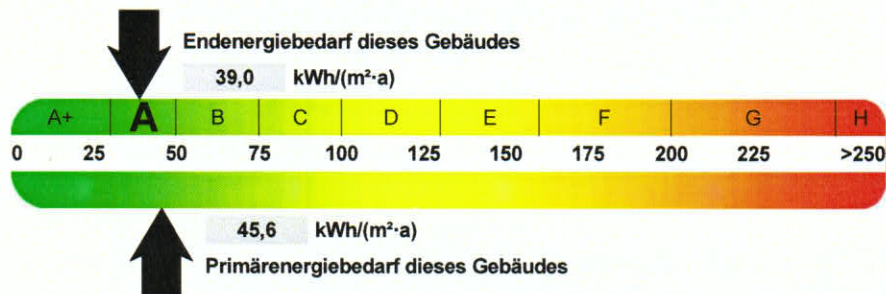 Endenergiebedarf dieses Gebäudes
39,0 kWh/(m²·a)
A+ A B C D E F G H
0 25 50 75 100 125 150 175 200 225 >250
45,6 kWh/(m²·a)
Primärenergiebedarf dieses Gebäudes